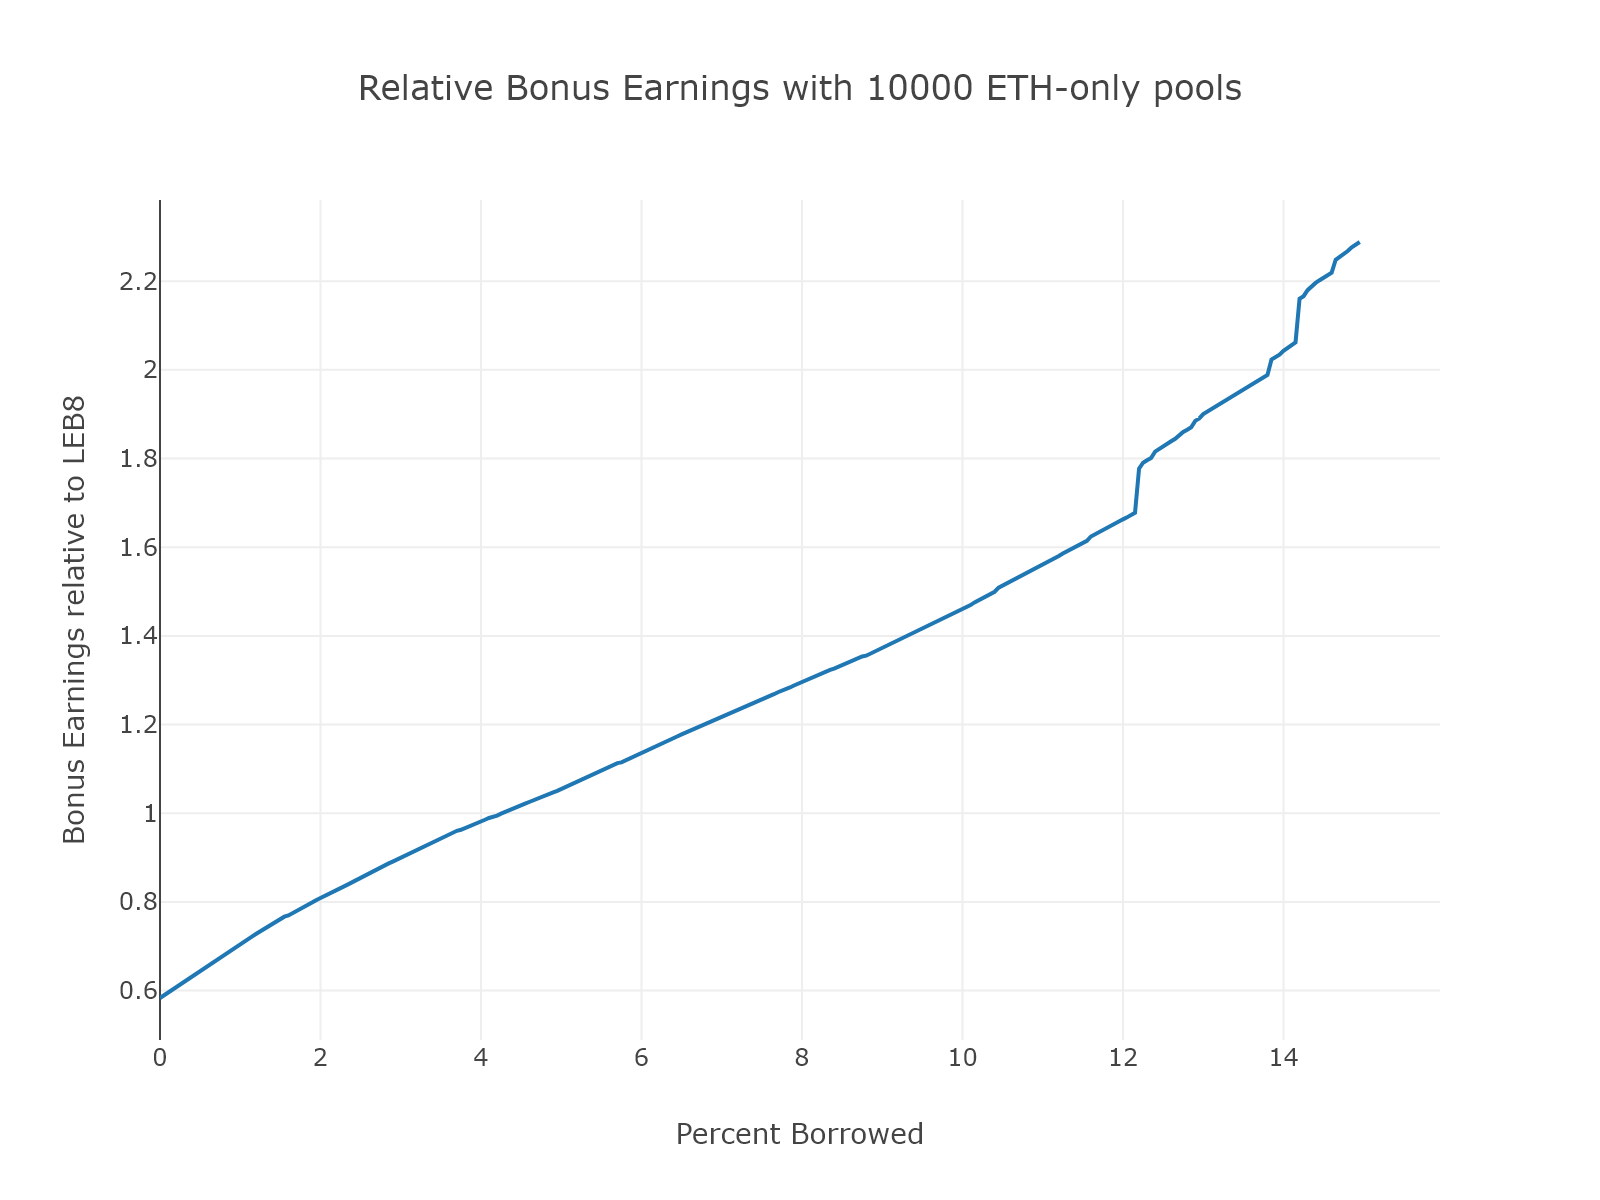 Relative Bonus Earnings with 10000 ETH-only pools
Bonus Earnings relative to LEB8
2.2
2
1.8
1.6
1.4
1.2
1
0.8
0.6
0 2 4 6 8 10 12 14
Percent Borrowed